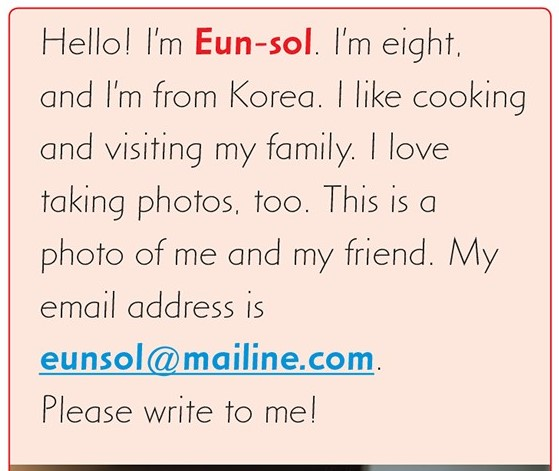 Hello! I'm Eun-sol. I'm eight,
and I'm from Korea. I like cooking
and visiting my family. I love
taking photos, too. This is a
photo of me and my friend. My
email address is
eunsol@mailine.com.
Please write to me!